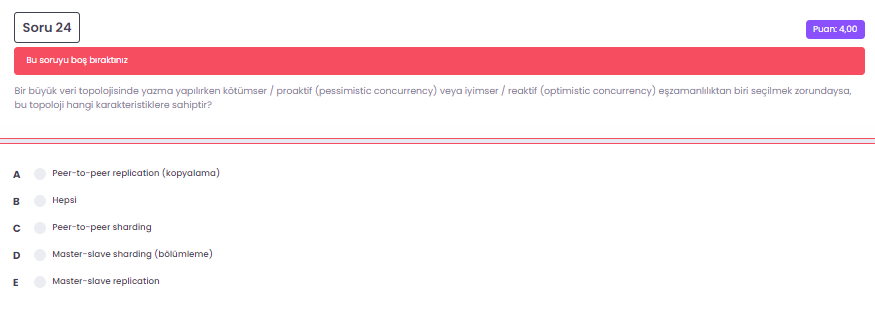 Soru 24
Puan: 4,00
Bu soruyu boş bıraktınız
Bir büyük veri topolojisinde yazma yapılırken kötümser / proaktif (pessimistic concurrency) veya iyimser / reaktif (optimistic concurrency) eşzamanlılıktan biri seçilmek zorundaysa,
bu topoloji hangi karakteristiklere sahiptir?
A Peer-to-peer replication (kopyalama)
B Hepsi
C Peer-to-peer sharding
D Master-slave sharding (bölümleme)
E Master-slave replication